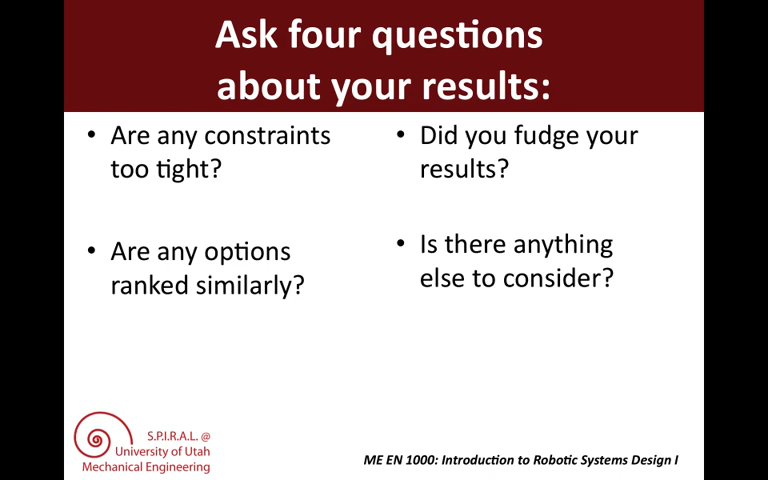 Ask four questions
about your results:
• Are any constraints
too tight?
• Are any options
ranked similarly?
• Did you fudge your
results?
• Is there anything
else to consider?
S.P.I.R.A.L. @
University of Utah
Mechanical Engineering
ME EN 1000: Introduction to Robotic Systems Design I